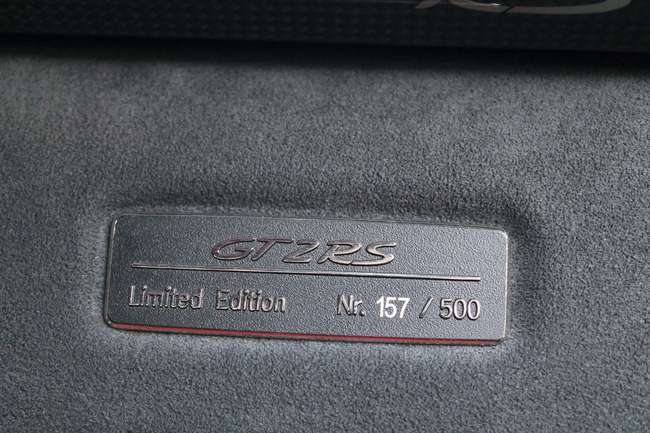 GT2RS
Limited Edition Nr. 157 / 500